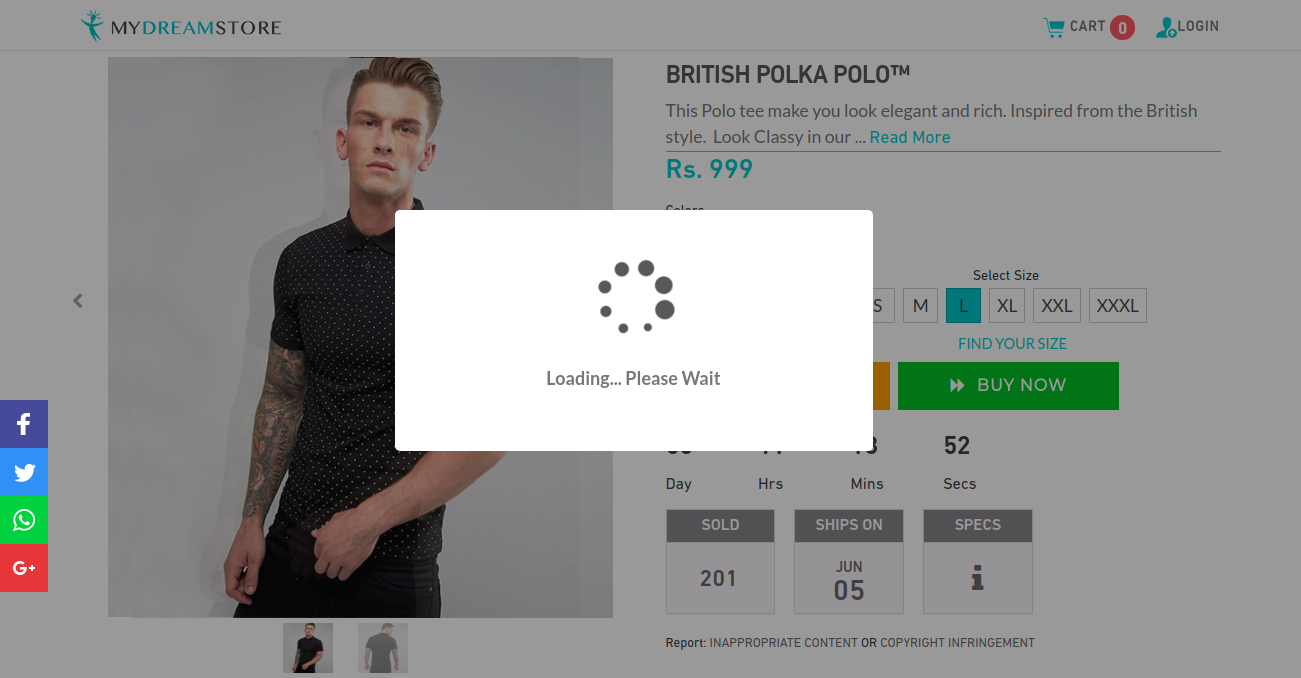 MYDREAMSTORE
CART 0
LOGIN
BRITISH POLKA POLO™
This Polo tee make you look elegant and rich. Inspired from the British
style. Look Classy in our ... Read More
Rs. 999
Colors
Select Size
S M L XL XXL XXXL
FIND YOUR SIZE
BUY NOW
Loading... Please Wait
52
Day Hrs Mins Secs
SOLD
201
SHIPS ON
JUN
05
SPECS
Report: INAPPROPRIATE CONTENT OR COPYRIGHT INFRINGEMENT